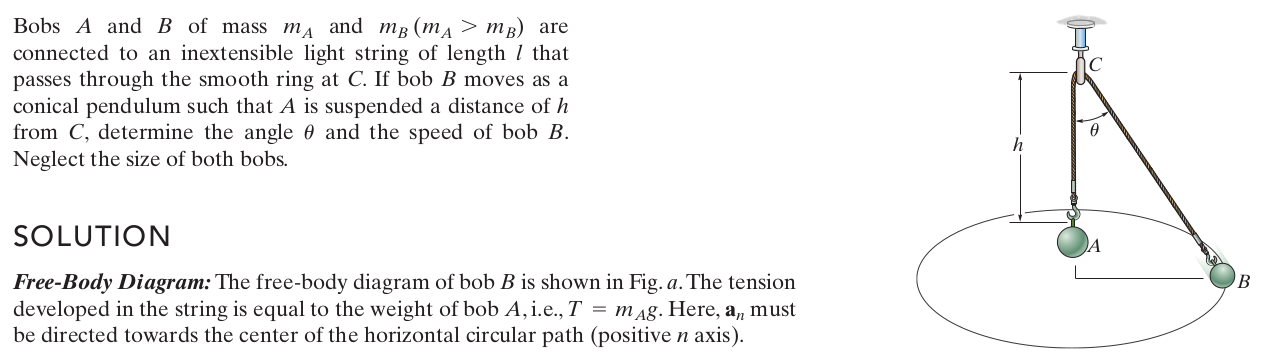 Bobs A and B of mass m_A and m_B (m_A > m_B) are
connected to an inextensible light string of length l that
passes through the smooth ring at C. If bob B moves as a
conical pendulum such that A is suspended a distance of h
from C, determine the angle θ and the speed of bob B.
Neglect the size of both bobs.
SOLUTION
Free-Body Diagram: The free-body diagram of bob B is shown in Fig. a. The tension
developed in the string is equal to the weight of bob A, i.e., T = m_A g. Here, a_n must
be directed towards the center of the horizontal circular path (positive n axis).
C
θ
h
A
B